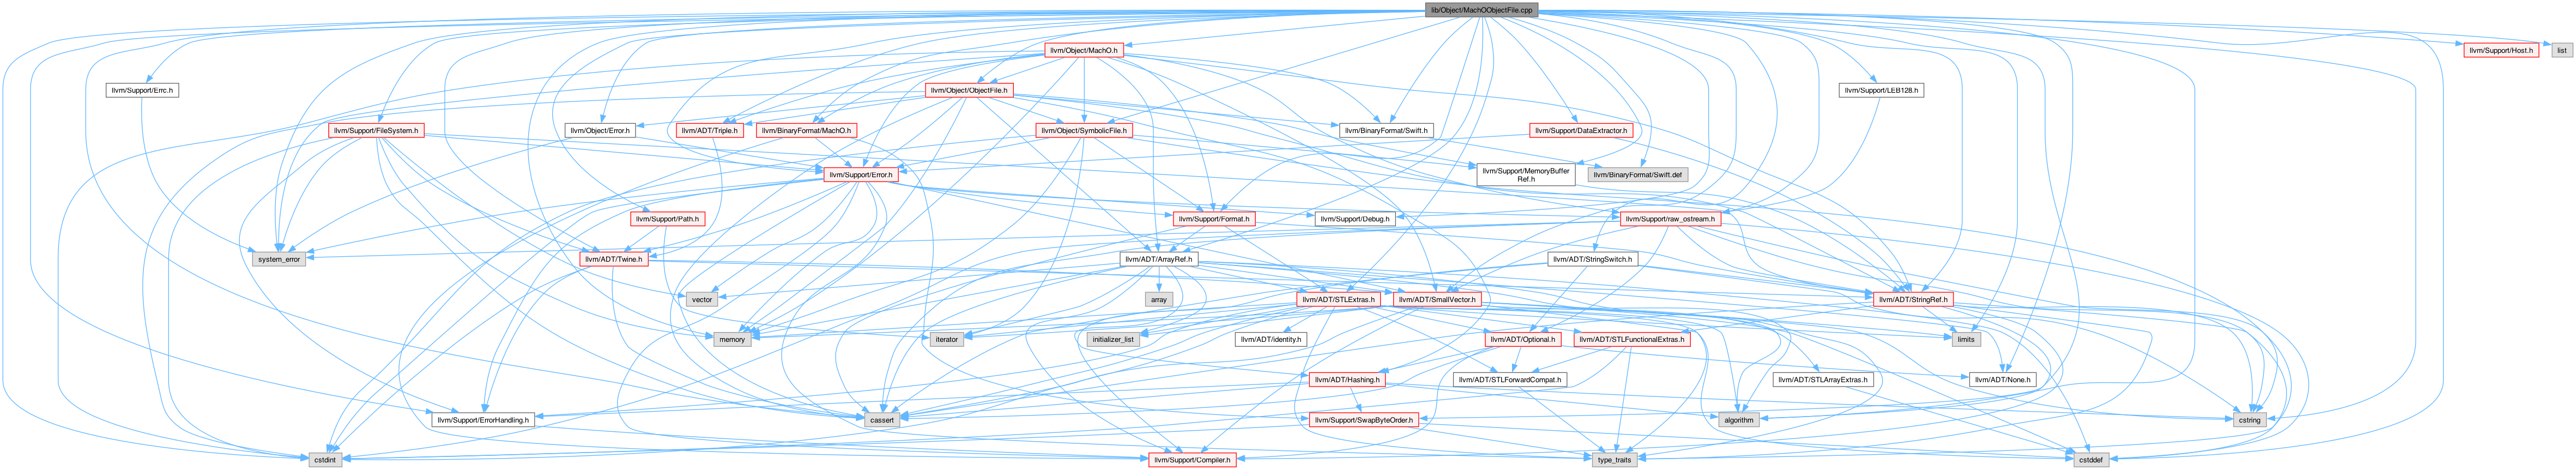 lib/Object/MachOObjectFile.cpp
llvm/Object/MachO.h
llvm/Support/Host.h
list
llvm/Support/Errc.h
llvm/Object/ObjectFile.h
llvm/Support/LEB128.h
llvm/Support/FileSystem.h
llvm/Object/Error.h
llvm/ADT/Triple.h
llvm/BinaryFormat/MachO.h
llvm/Object/SymbolicFile.h
llvm/BinaryFormat/Swift.h
llvm/Support/DataExtractor.h
llvm/Support/Error.h
llvm/Support/MemoryBuffer
Ref.h
llvm/BinaryFormat/Swift.def
llvm/Support/Path.h
llvm/Support/Format.h
llvm/Support/Debug.h
llvm/Support/raw_ostream.h
system_error
llvm/ADT/Twine.h
llvm/ADT/ArrayRef.h
llvm/ADT/StringSwitch.h
vector
array
llvm/ADT/STLExtras.h
llvm/ADT/SmallVector.h
llvm/ADT/StringRef.h
memory
iterator
initializer_list
llvm/ADT/identity.h
llvm/ADT/Optional.h
llvm/ADT/STLFunctionalExtras.h
limits
llvm/ADT/Hashing.h
llvm/ADT/STLForwardCompat.h
llvm/ADT/STLArrayExtras.h
llvm/ADT/None.h
llvm/Support/ErrorHandling.h
cassert
llvm/Support/SwapByteOrder.h
algorithm
cstring
cstdint
llvm/Support/Compiler.h
type_traits
cstddef